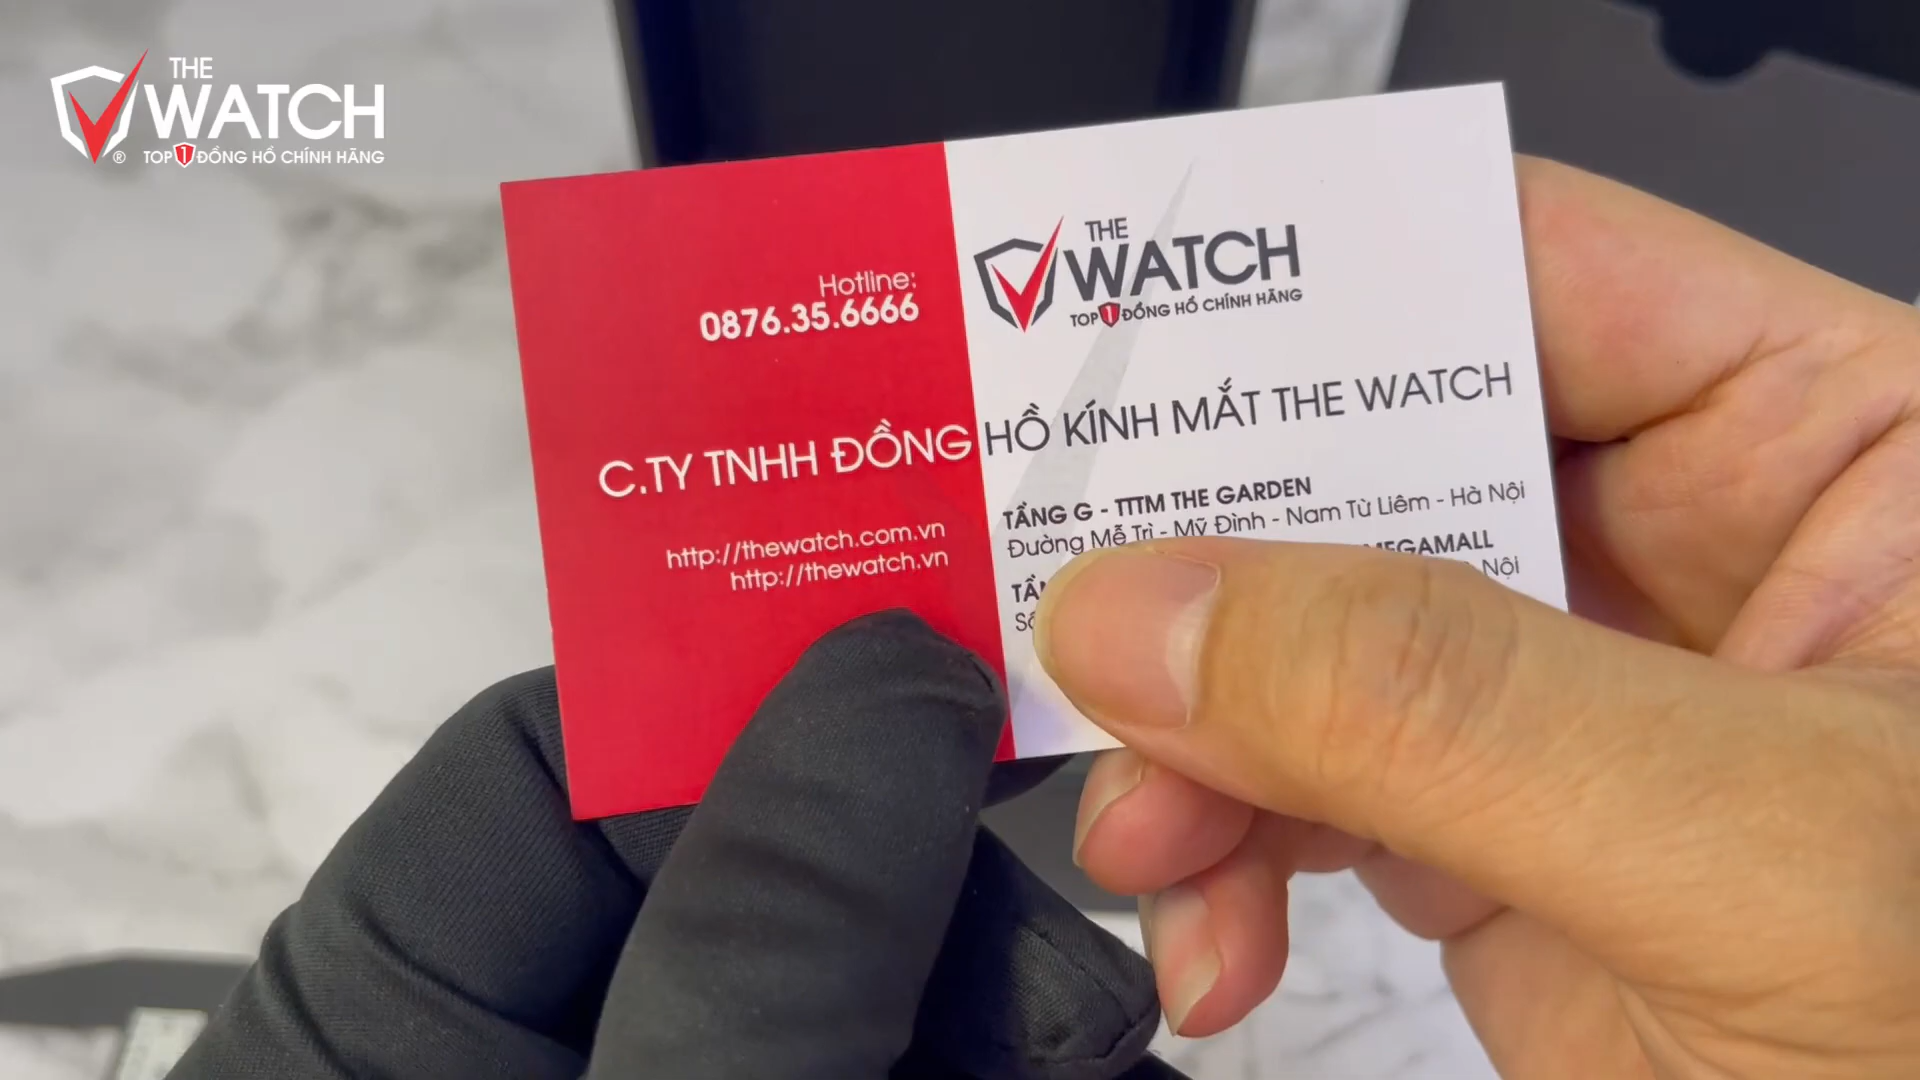 THE
WATCH
®
TOP 1 ĐỒNG HỒ CHÍNH HÃNG
Hotline:
0876.35.6666
THE
WATCH
TOP 1 ĐỒNG HỒ CHÍNH HÃNG
C.TY TNHH ĐỒNG HỒ KÍNH MẮT THE WATCH
http://thewatch.com.vn
http://thewatch.vn
TẦNG G - TTTM THE GARDEN
Đường Mễ Trì - Mỹ Đình - Nam Từ Liêm - Hà Nội
Nội